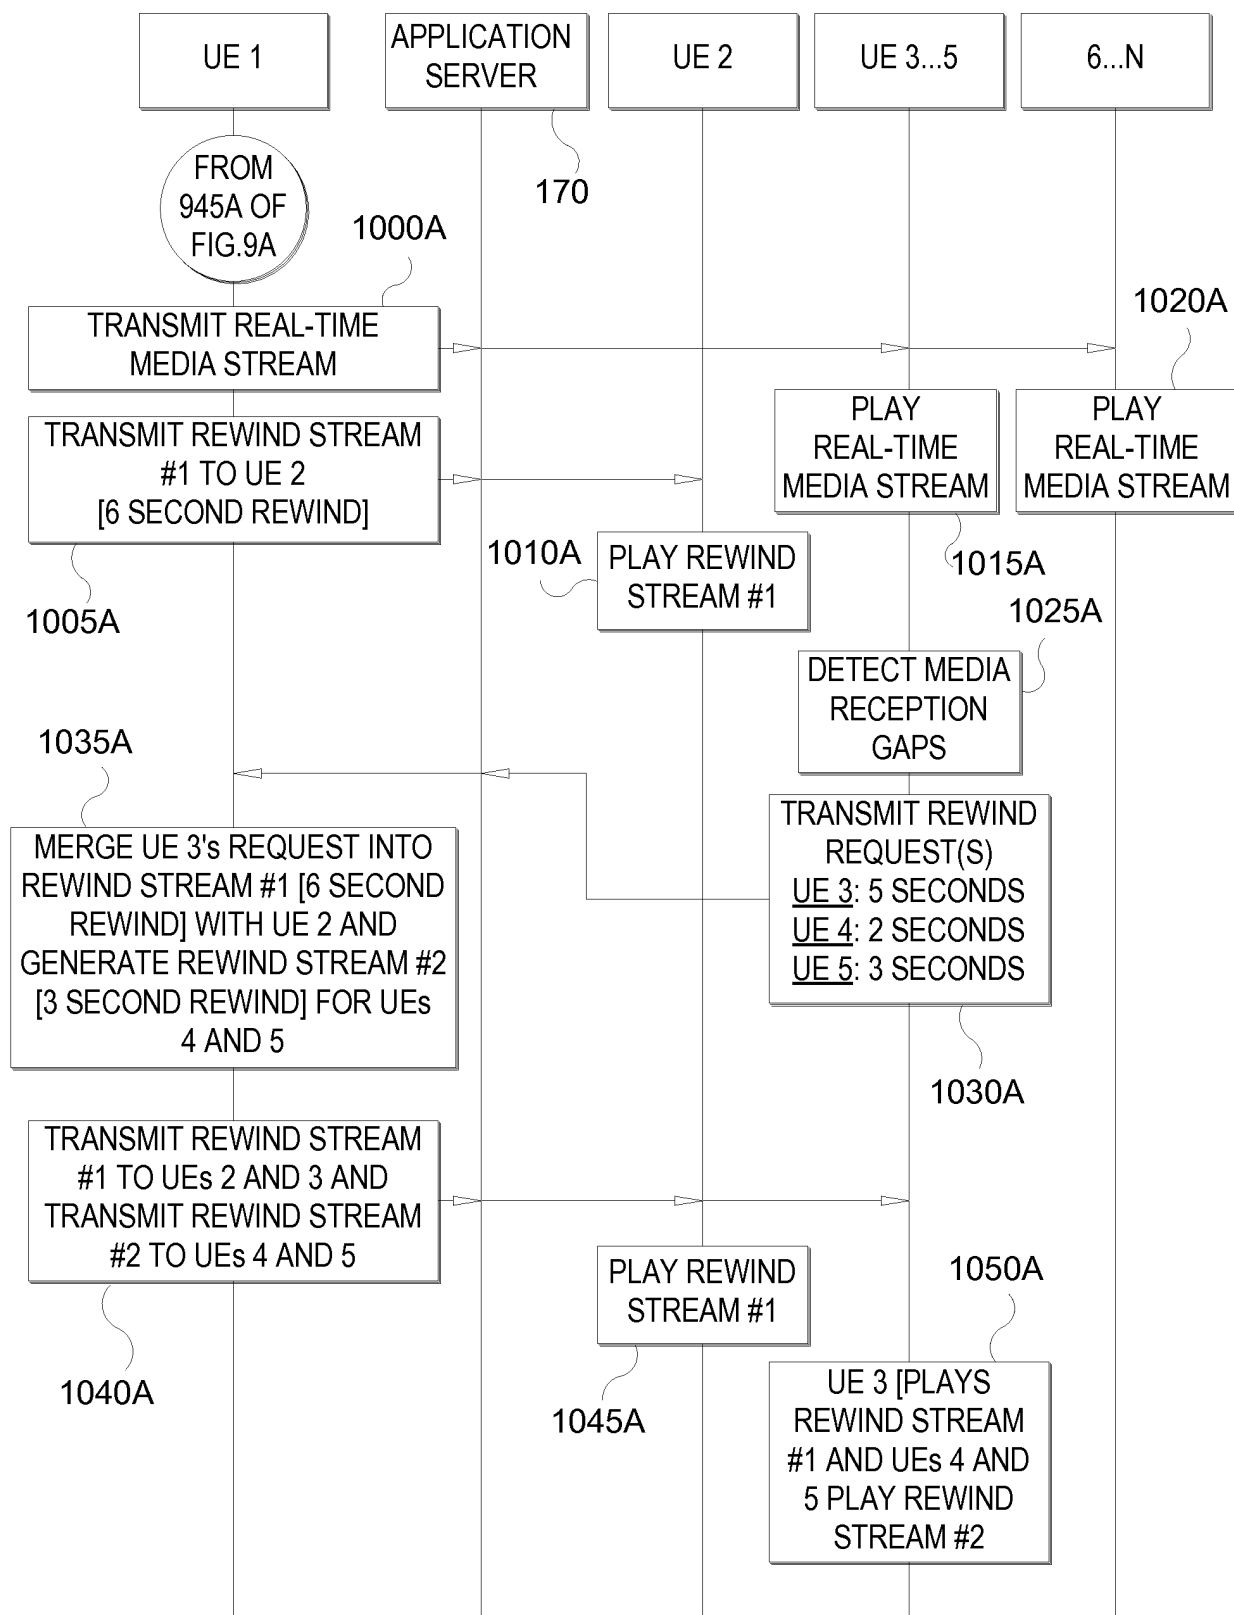 UE 1
APPLICATION
SERVER
UE 2
UE 3...5
6...N
170
FROM
945A OF
FIG.9A
1000A
TRANSMIT REAL-TIME
MEDIA STREAM
1020A
PLAY
REAL-TIME
MEDIA STREAM
PLAY
REAL-TIME
MEDIA STREAM
TRANSMIT REWIND STREAM
#1 TO UE 2
[6 SECOND REWIND]
1005A
1010A
PLAY REWIND
STREAM #1
1015A
1025A
DETECT MEDIA
RECEPTION
GAPS
1035A
TRANSMIT REWIND
REQUEST(S)
UE 3: 5 SECONDS
UE 4: 2 SECONDS
UE 5: 3 SECONDS
1030A
MERGE UE 3's REQUEST INTO
REWIND STREAM #1 [6 SECOND
REWIND] WITH UE 2 AND
GENERATE REWIND STREAM #2
[3 SECOND REWIND] FOR UEs
4 AND 5
TRANSMIT REWIND STREAM
#1 TO UEs 2 AND 3 AND
TRANSMIT REWIND STREAM
#2 TO UEs 4 AND 5
1040A
PLAY REWIND
STREAM #1
1045A
1050A
UE 3 [PLAYS
REWIND STREAM
#1 AND UEs 4 AND
5 PLAY REWIND
STREAM #2